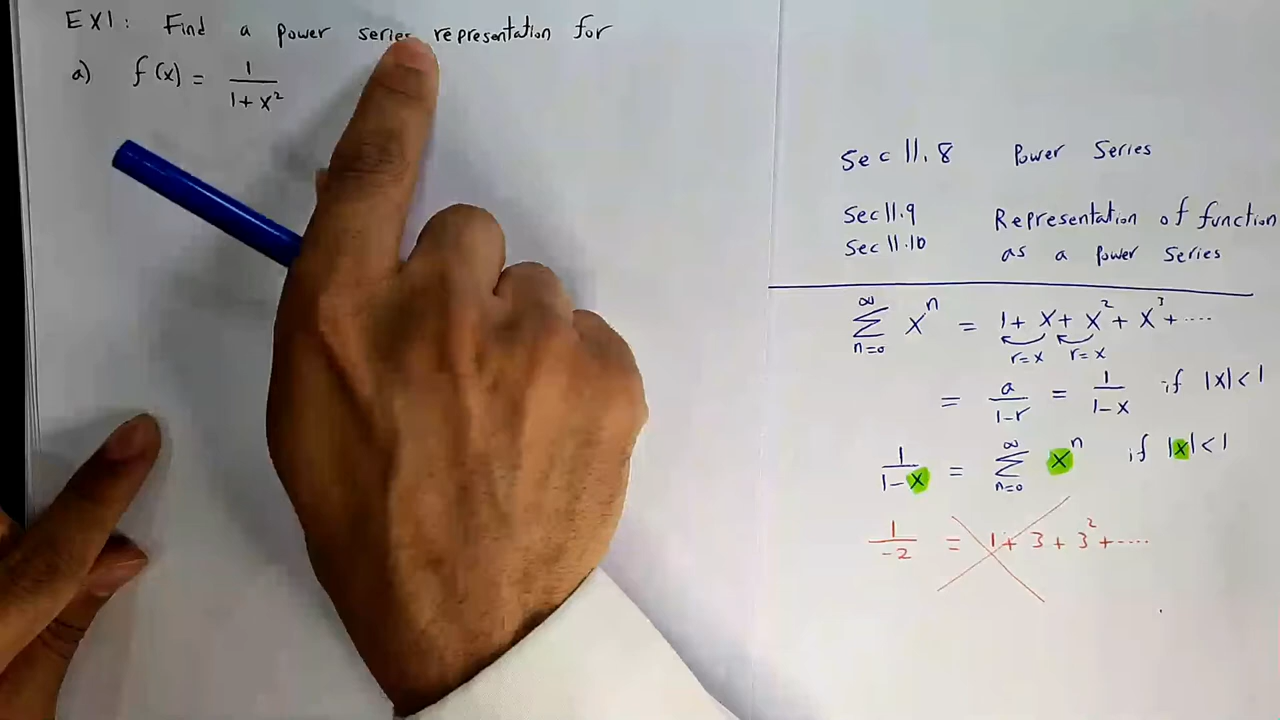 EX1: Find a power series representation for
a) f(x) = 1/(1+x²)
Sec 11.8 Power Series
Sec 11.9 Representation of function
Sec 11.10 as a Power Series
∞ Σ n=0 xⁿ = 1 + x + x² + x³ + ....
r=x r=x
= a/(1-r) = 1/(1-x) if |x|<1
1/(1-x) = ∞ Σ n=0 xⁿ if |x|<1
1/-2 = 1 + 3 + 3² + ....